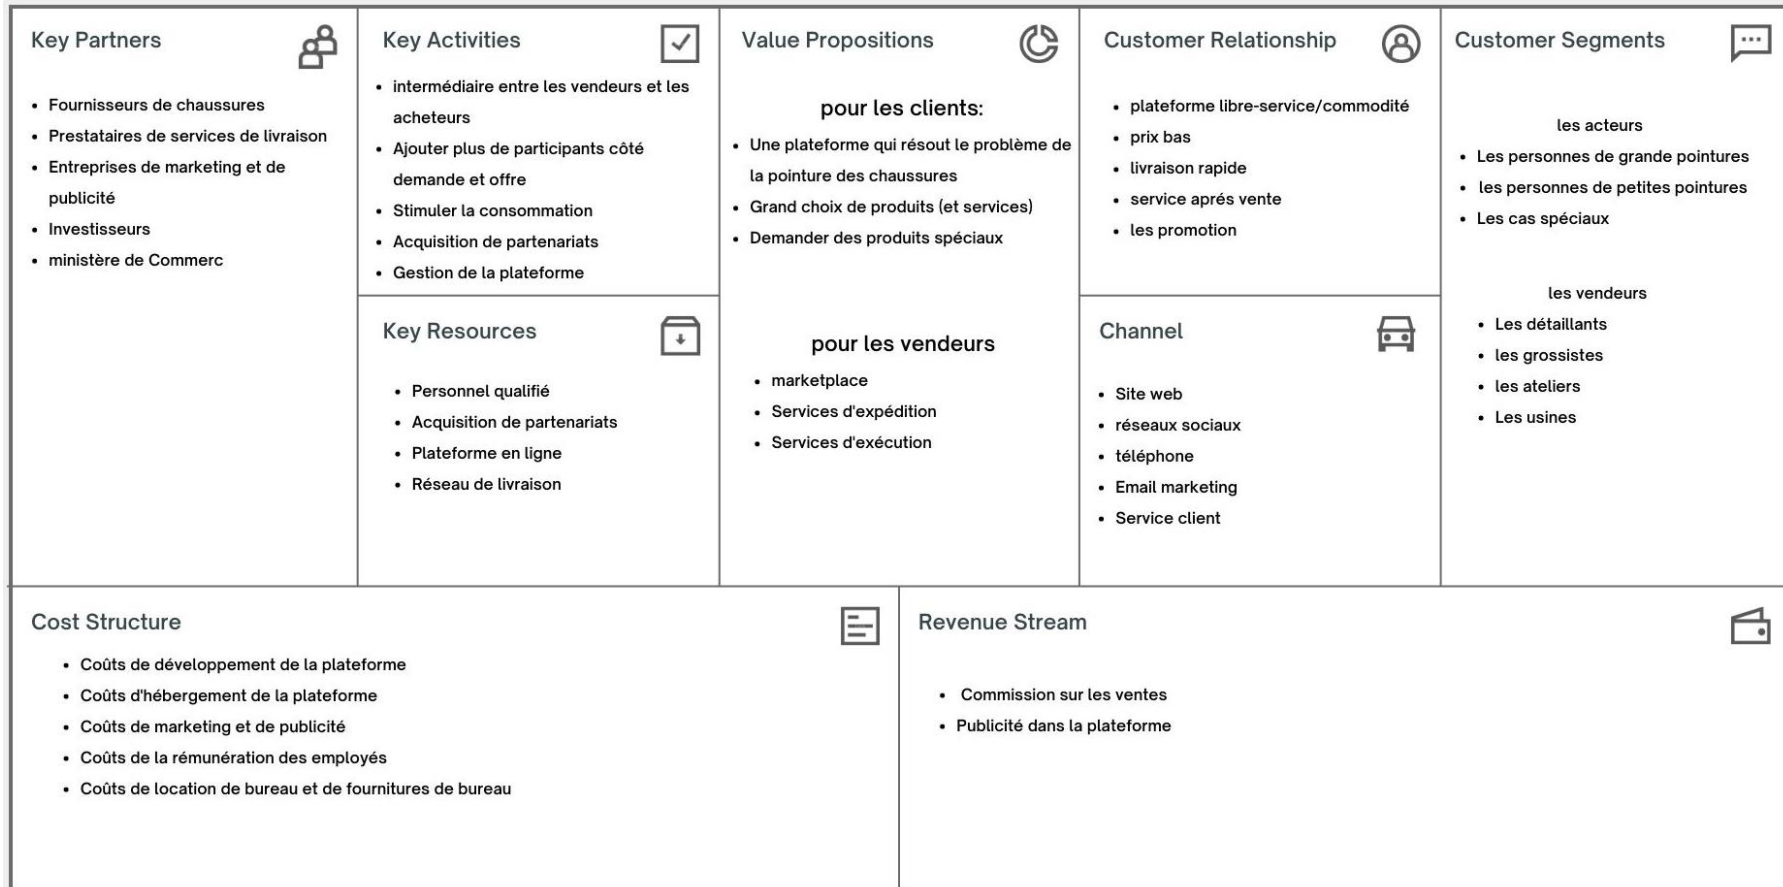 Key Partners
Fournisseurs de chaussures
Prestataires de services de livraison
Entreprises de marketing et de
publicité
Investisseurs
ministère de Commerc
Key Activities
intermédiaire entre les vendeurs et les
acheteurs
Ajouter plus de participants côté
demande et offre
Stimuler la consommation
Acquisition de partenariats
Gestion de la plateforme
Key Resources
Personnel qualifié
Acquisition de partenariats
Plateforme en ligne
Réseau de livraison
Value Propositions
pour les clients:
Une plateforme qui résout le problème de
la pointure des chaussures
Grand choix de produits (et services)
Demander des produits spéciaux
pour les vendeurs
marketplace
Services d'expédition
Services d'exécution
Customer Relationship
plateforme libre-service/commodité
prix bas
livraison rapide
service aprés vente
les promotion
Channel
Site web
réseaux sociaux
téléphone
Email marketing
Service client
Customer Segments
les acteurs
Les personnes de grande pointures
les personnes de petites pointures
Les cas spéciaux
les vendeurs
Les détaillants
les grossistes
les ateliers
Les usines
Cost Structure
Coûts de développement de la plateforme
Coûts d'hébergement de la plateforme
Coûts de marketing et de publicité
Coûts de la rémunération des employés
Coûts de location de bureau et de fournitures de bureau
Revenue Stream
Commission sur les ventes
Publicité dans la plateforme